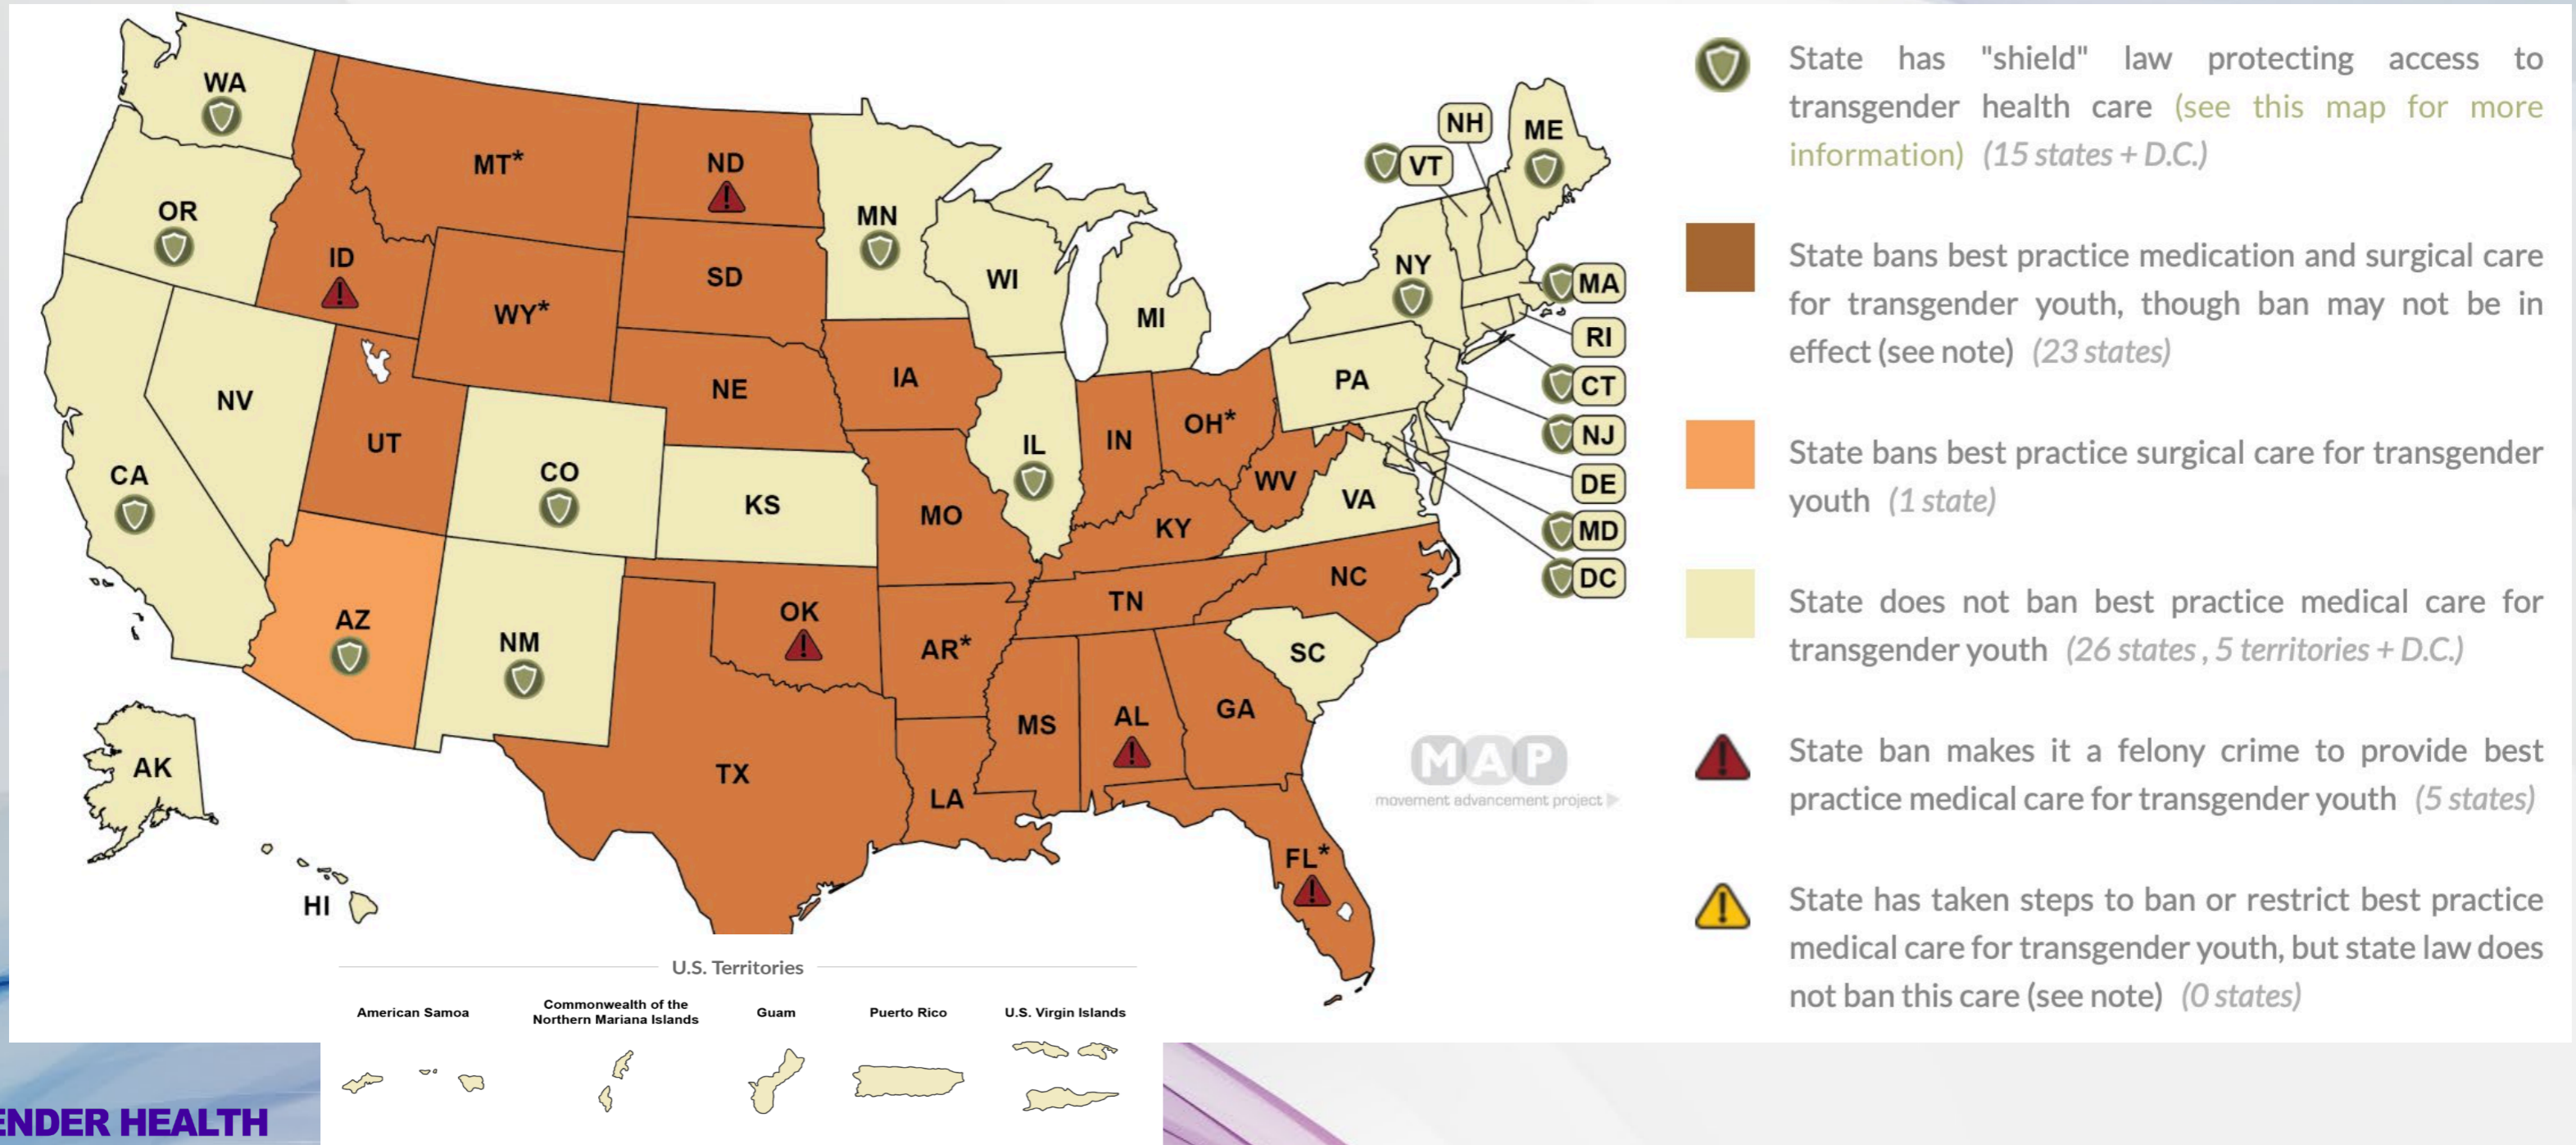 WA
MT*
ND
MN
OR
ID
WY*
SD
WI
MI
NH
ME
VT
NY
MA
RI
CT
NJ
DE
MD
DC
PA
NV
UT
NE
IA
IL
IN
OH*
WV
VA
CA
CO
KS
MO
KY
NC
AZ
NM
OK
AR*
TN
SC
TX
LA
MS
AL
GA
FL*
AK
HI
MAP
movement advancement project
State has "shield" law protecting access to
transgender health care (see this map for more
information) (15 states + D.C.)
State bans best practice medication and surgical care
for transgender youth, though ban may not be in
effect (see note) (23 states)
State bans best practice surgical care for transgender
youth (1 state)
State does not ban best practice medical care for
transgender youth (26 states , 5 territories + D.C.)
State ban makes it a felony crime to provide best
practice medical care for transgender youth (5 states)
State has taken steps to ban or restrict best practice
medical care for transgender youth, but state law does
not ban this care (see note) (0 states)
U.S. Territories
American Samoa
Commonwealth of the
Northern Mariana Islands
Guam
Puerto Rico
U.S. Virgin Islands
ENDER HEALTH